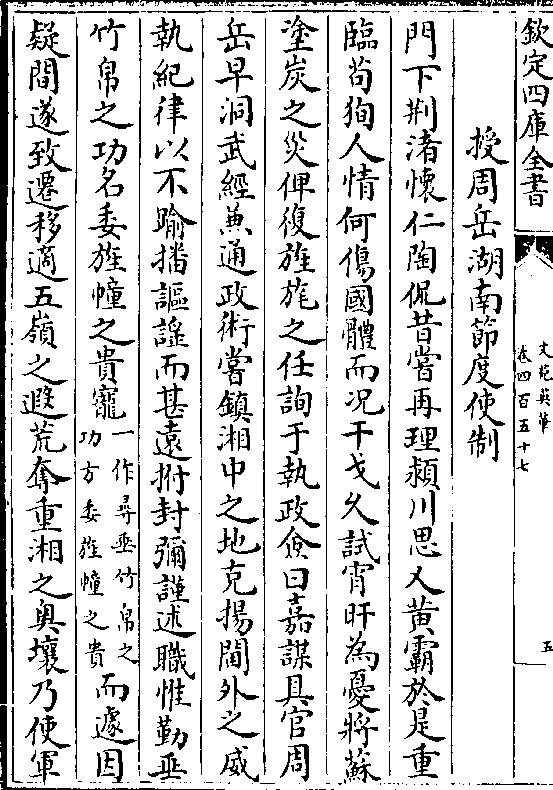 欽定四庫全書
文苑英華
卷四百五十七
五
授周岳湖南節度使制
門下荆渚懷仁陶侃昔嘗再理潁川思乂黄霸於是重
臨苟狥人情何傷國體而况干戈久試宵旰為憂將蘇
塗炭之災俾復旌旄之任詢于執政僉曰嘉謀具官周
岳早洞武經兼通政術嘗鎮湘中之地克揚閫外之威
執紀律以不踰播謳謡而甚遠拊封彌謹述職惟勤垂
竹帛之功名委旌幢之貴寵一作尋垂竹帛之功方委旌幢之貴而遽因
疑間遂致遷移適五嶺之遐荒奪重湘之奥壤乃使軍